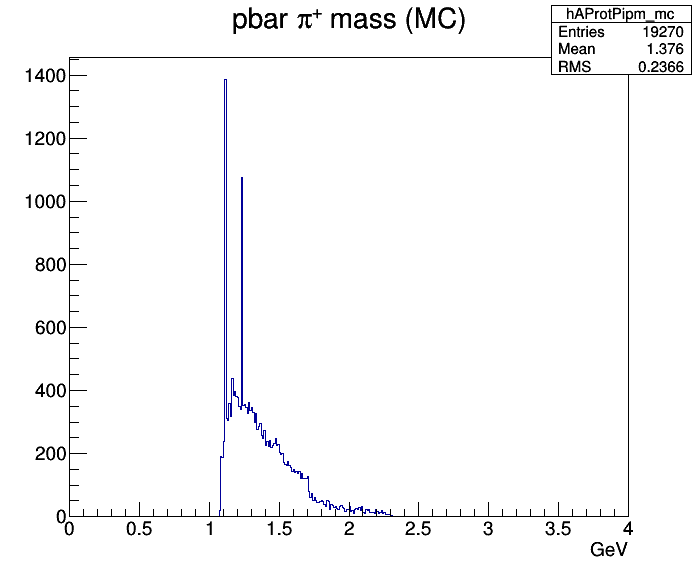 pbar π⁺ mass (MC)
hAProtPipm_mc
Entries 19270
Mean 1.376
RMS 0.2366
1400
1200
1000
800
600
400
200
0
0 0.5 1 1.5 2 2.5 3 3.5 4
GeV